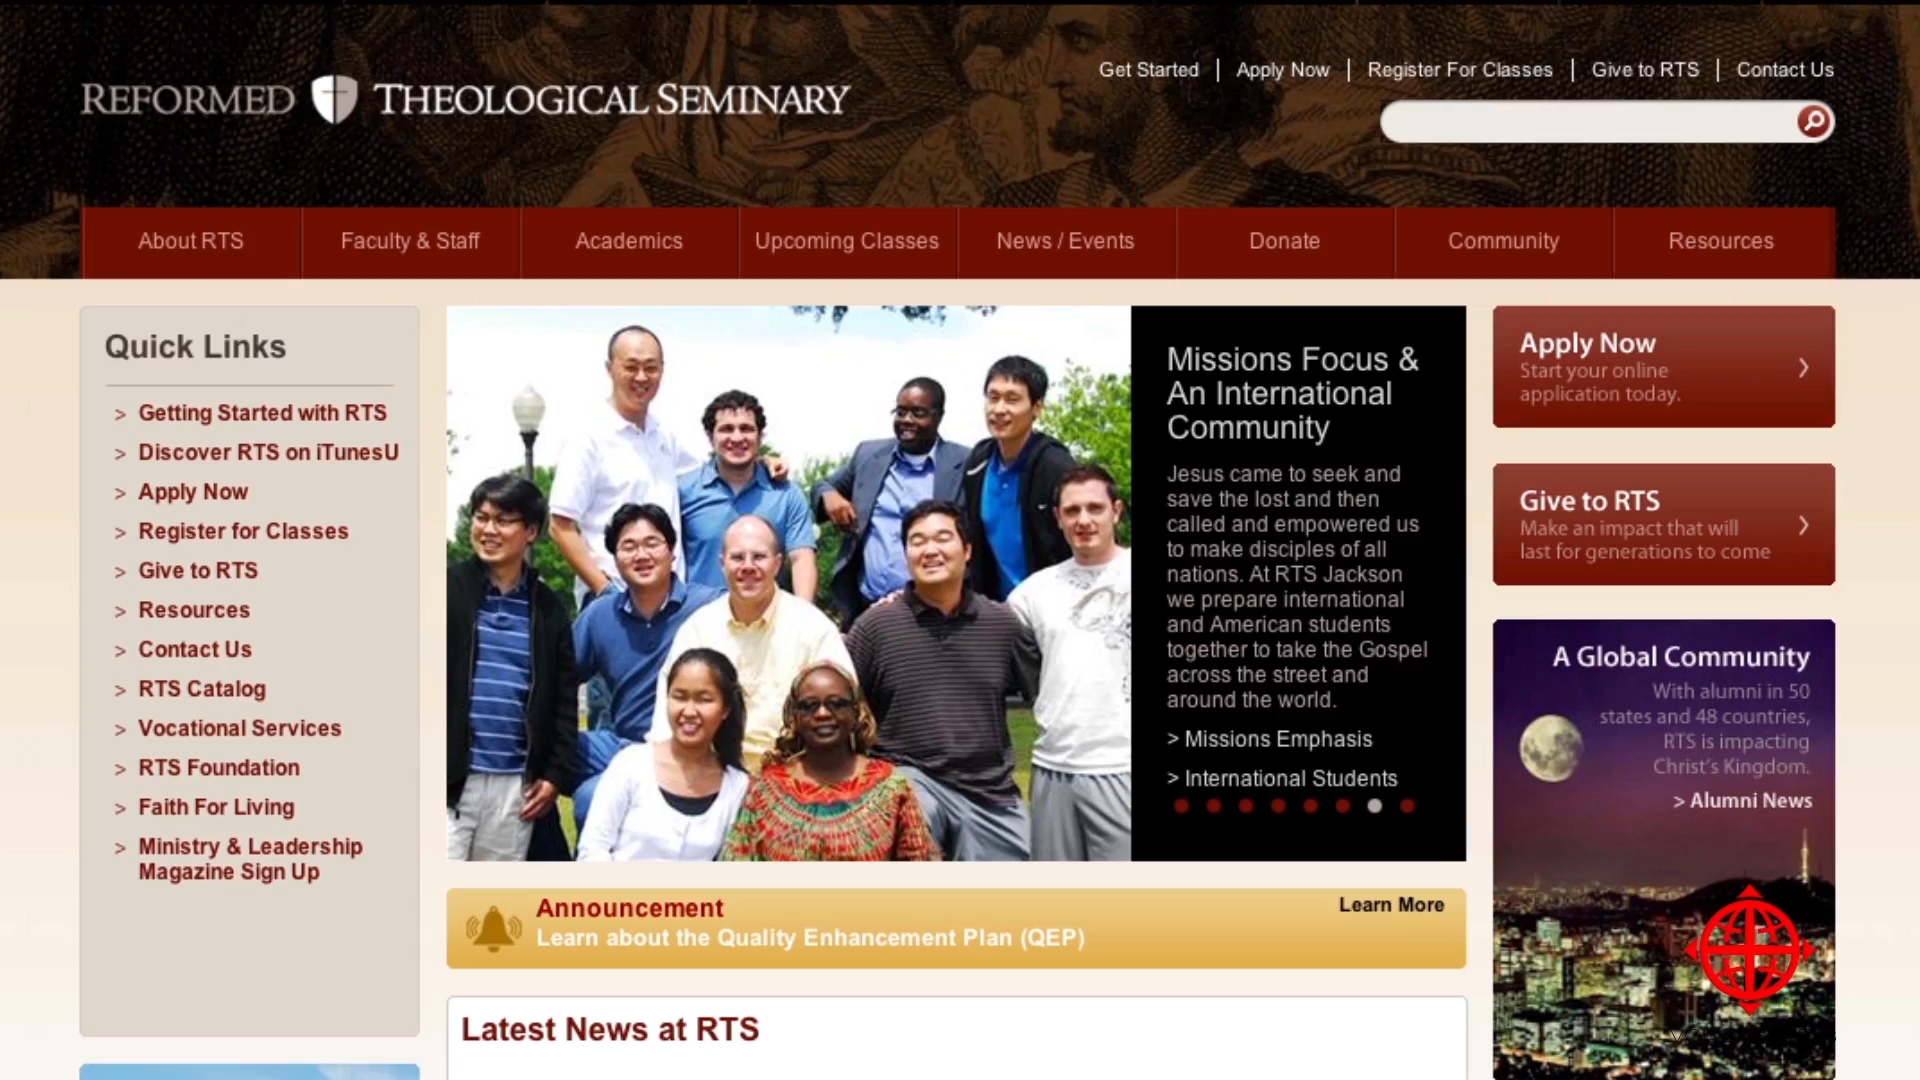 REFORMED THEOLOGICAL SEMINARY
Get Started | Apply Now | Register For Classes | Give to RTS | Contact Us
About RTS
Faculty & Staff
Academics
Upcoming Classes
News / Events
Donate
Community
Resources
Quick Links
> Getting Started with RTS
> Discover RTS on iTunesU
> Apply Now
> Register for Classes
> Give to RTS
> Resources
> Contact Us
> RTS Catalog
> Vocational Services
> RTS Foundation
> Faith For Living
> Ministry & Leadership
Magazine Sign Up
Missions Focus &
An International
Community
Jesus came to seek and
save the lost and then
called and empowered us
to make disciples of all
nations. At RTS Jackson
we prepare international
and American students
together to take the Gospel
across the street and
around the world.
> Missions Emphasis
> International Students
Announcement
Learn More
Learn about the Quality Enhancement Plan (QEP)
Latest News at RTS
Apply Now
Start your online
application today.
Give to RTS
Make an impact that will
last for generations to come
A Global Community
With alumni in 50
states and 48 countries,
RTS is impacting
Christ's Kingdom.
> Alumni News